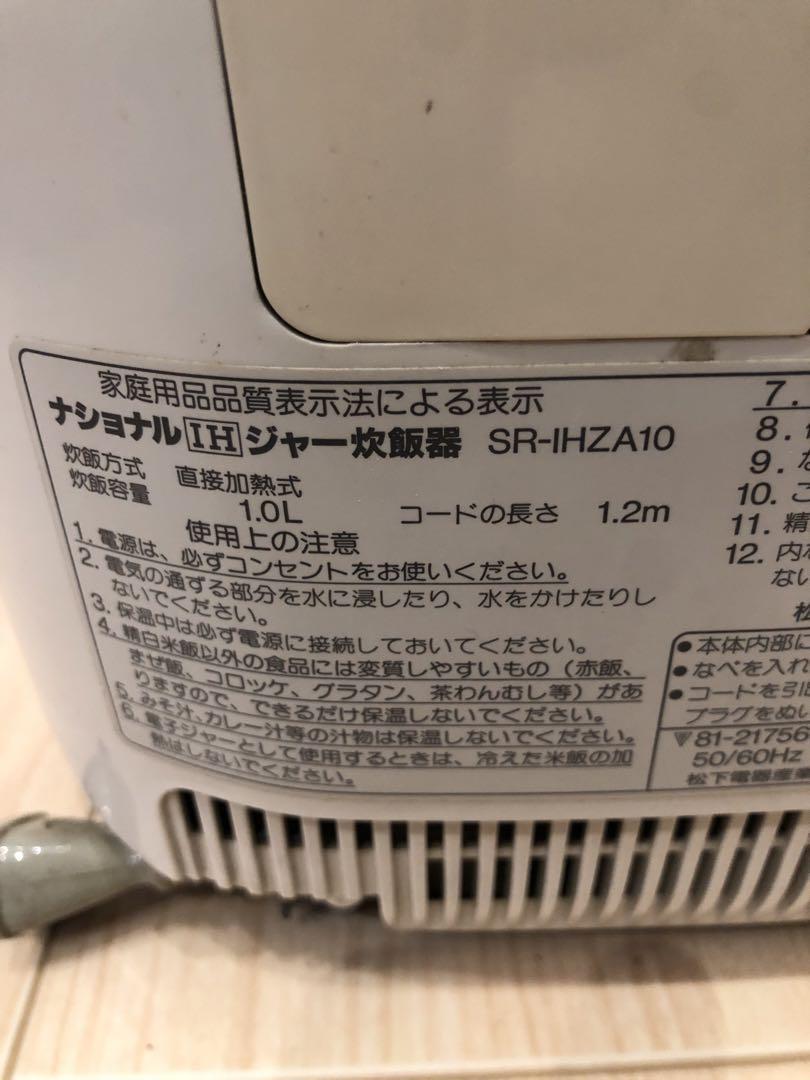 家庭用品品質表示法による表示
ナショナル IH ジャー炊飯器 SR-IHZA10
炊飯方式 直接加熱式
炊飯容量 1.0L コードの長さ 1.2m
使用上の注意
1. 電源は、必ずコンセントをお使いください。
2. 電気の通ずる部分を水に浸したり、水をかけたりし
ないでください。
3. 保温中は必ず電源に接続しておいてください。
4. 精白米飯以外の食品には変質しやすいもの（赤飯、
まぜ飯、コロッケ、グラタン、茶わんむし等）があ
りますので、できるだけ保温しないでください。
5. みそ汁、カレー汁等の汁物は保温しないでください。
6. 電子ジャーとして使用するときは、冷えた米飯の加
熱はしないでください。
7.
8.
9. な
10. こ
11. 精
12. 内な
ない
松
● 本体内部に
● なべを入れ
● コードを引
プラグをぬい
81-21756
50/60Hz
松下電器産業